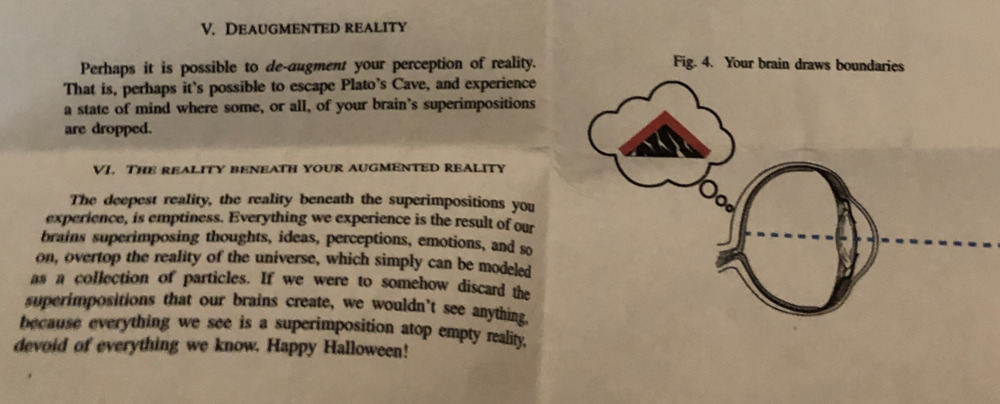 V. DEAUGMENTED REALITY
Perhaps it is possible to de-augment your perception of reality.
That is, perhaps it's possible to escape Plato's Cave, and experience
a state of mind where some, or all, of your brain's superimpositions
are dropped.
VI. THE REALITY BENEATH YOUR AUGMENTED REALITY
The deepest reality, the reality beneath the superimpositions you
experience, is emptiness. Everything we experience is the result of our
brains superimposing thoughts, ideas, perceptions, emotions, and so
on, overtop the reality of the universe, which simply can be modeled
as a collection of particles. If we were to somehow discard the
superimpositions that our brains create, we wouldn't see anything,
because everything we see is a superimposition atop empty reality,
devoid of everything we know. Happy Halloween!
Fig. 4. Your brain draws boundaries